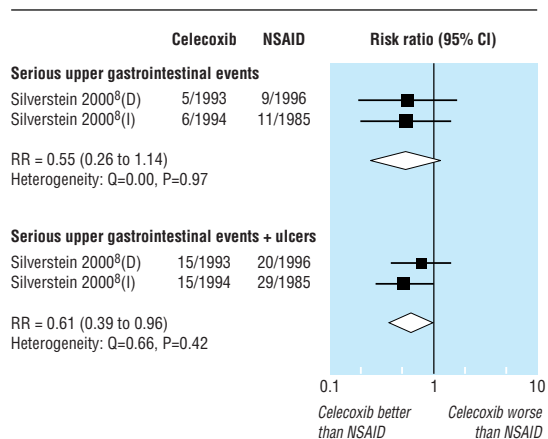 Celecoxib NSAID Risk ratio (95% CI)
Serious upper gastrointestinal events
Silverstein 2000⁸(D) 5/1993 9/1996
Silverstein 2000⁸(I) 6/1994 11/1985
RR = 0.55 (0.26 to 1.14)
Heterogeneity: Q=0.00, P=0.97
Serious upper gastrointestinal events + ulcers
Silverstein 2000⁸(D) 15/1993 20/1996
Silverstein 2000⁸(I) 15/1994 29/1985
RR = 0.61 (0.39 to 0.96)
Heterogeneity: Q=0.66, P=0.42
0.1 1 10
Celecoxib better Celecoxib worse
than NSAID than NSAID